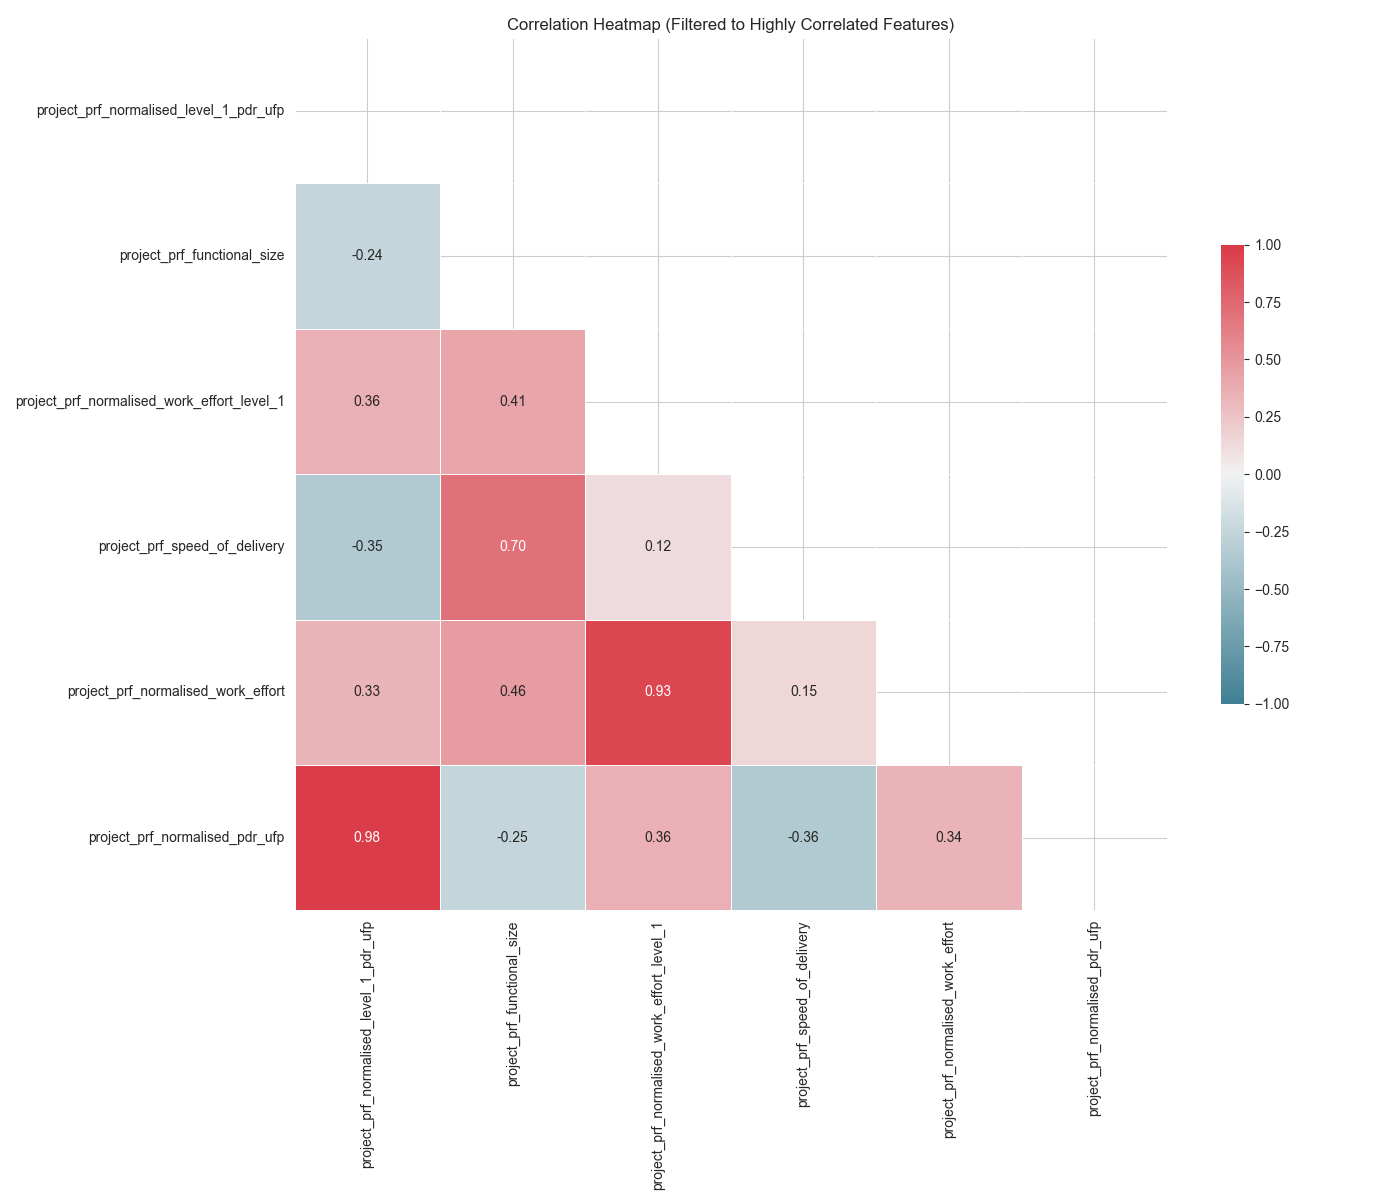 Correlation Heatmap (Filtered to Highly Correlated Features)
project_prf_normalised_level_1_pdr_ufp
project_prf_functional_size
-0.24
project_prf_normalised_work_effort_level_1
0.36
0.41
project_prf_speed_of_delivery
-0.35
0.70
0.12
project_prf_normalised_work_effort
0.33
0.46
0.93
0.15
project_prf_normalised_pdr_ufp
0.98
-0.25
0.36
-0.36
0.34
project_prf_normalised_level_1_pdr_ufp
project_prf_functional_size
project_prf_normalised_work_effort_level_1
project_prf_speed_of_delivery
project_prf_normalised_work_effort
project_prf_normalised_pdr_ufp
1.00
0.75
0.50
0.25
0.00
−0.25
−0.50
−0.75
−1.00